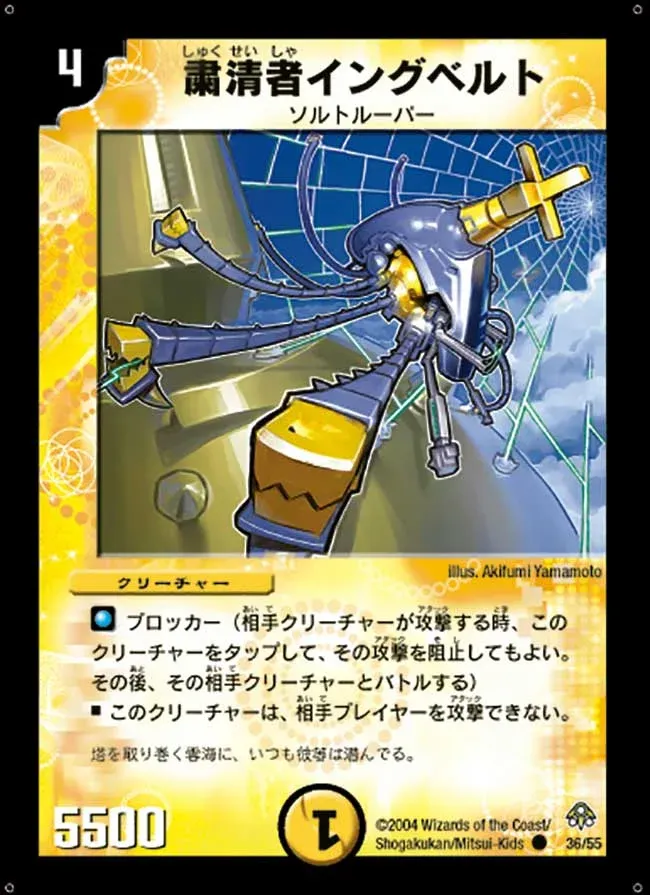 4
しゅくせいしゃ
粛清者イングベルト
ソルトルーパー
illus. Akifumi Yamamoto
クリーチャー
ブロッカー（相手クリーチャーが攻撃する時、この
クリーチャーをタップして、その攻撃を阻止してもよい。
その後、その相手クリーチャーとバトルする）
■ このクリーチャーは、相手プレイヤーを攻撃できない。
塔を取り巻く雲海に、いつも彼等は潜んでる。
5500
1
©2004 Wizards of the Coast/
Shogakukan/Mitsui-Kids ● 36/55